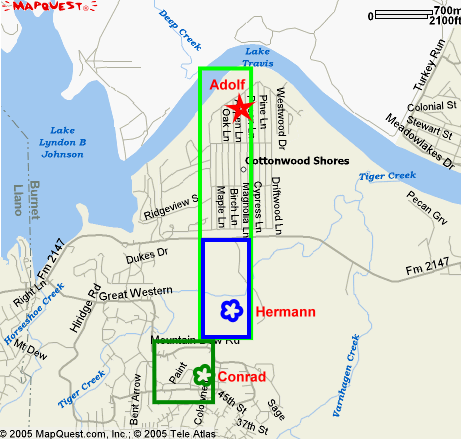 MAPQUEST®
700m
2100ft
Deep Creek
Lake
Travis
Turkey Run
Adolf
Pine Ln
Oak Ln
Westwood Dr
Colonial St
Stewart St
Meadowlakes Dr
Lake
Lyndon B
Johnson
Cottonwood Shores
Tiger Creek
Burnet
Llano
Maple Ln
Birch Ln
Magnolia Ln
Cypress Ln
Driftwood Ln
Pecan Grv
Ridgeview S
Fm 2147
Dukes Dr
Fm 2147
Right Ln
Great Western
Horseshoe Creek
Hiridge Rd
Hermann
Mt Dew
Mountain Dew Rd
Paint
Conrad
Tiger Creek
Bent Arrow
45th St
Sage
37th St
Varnhagen Creek
© 2005 MapQuest.com, Inc.; © 2005 Tele Atlas